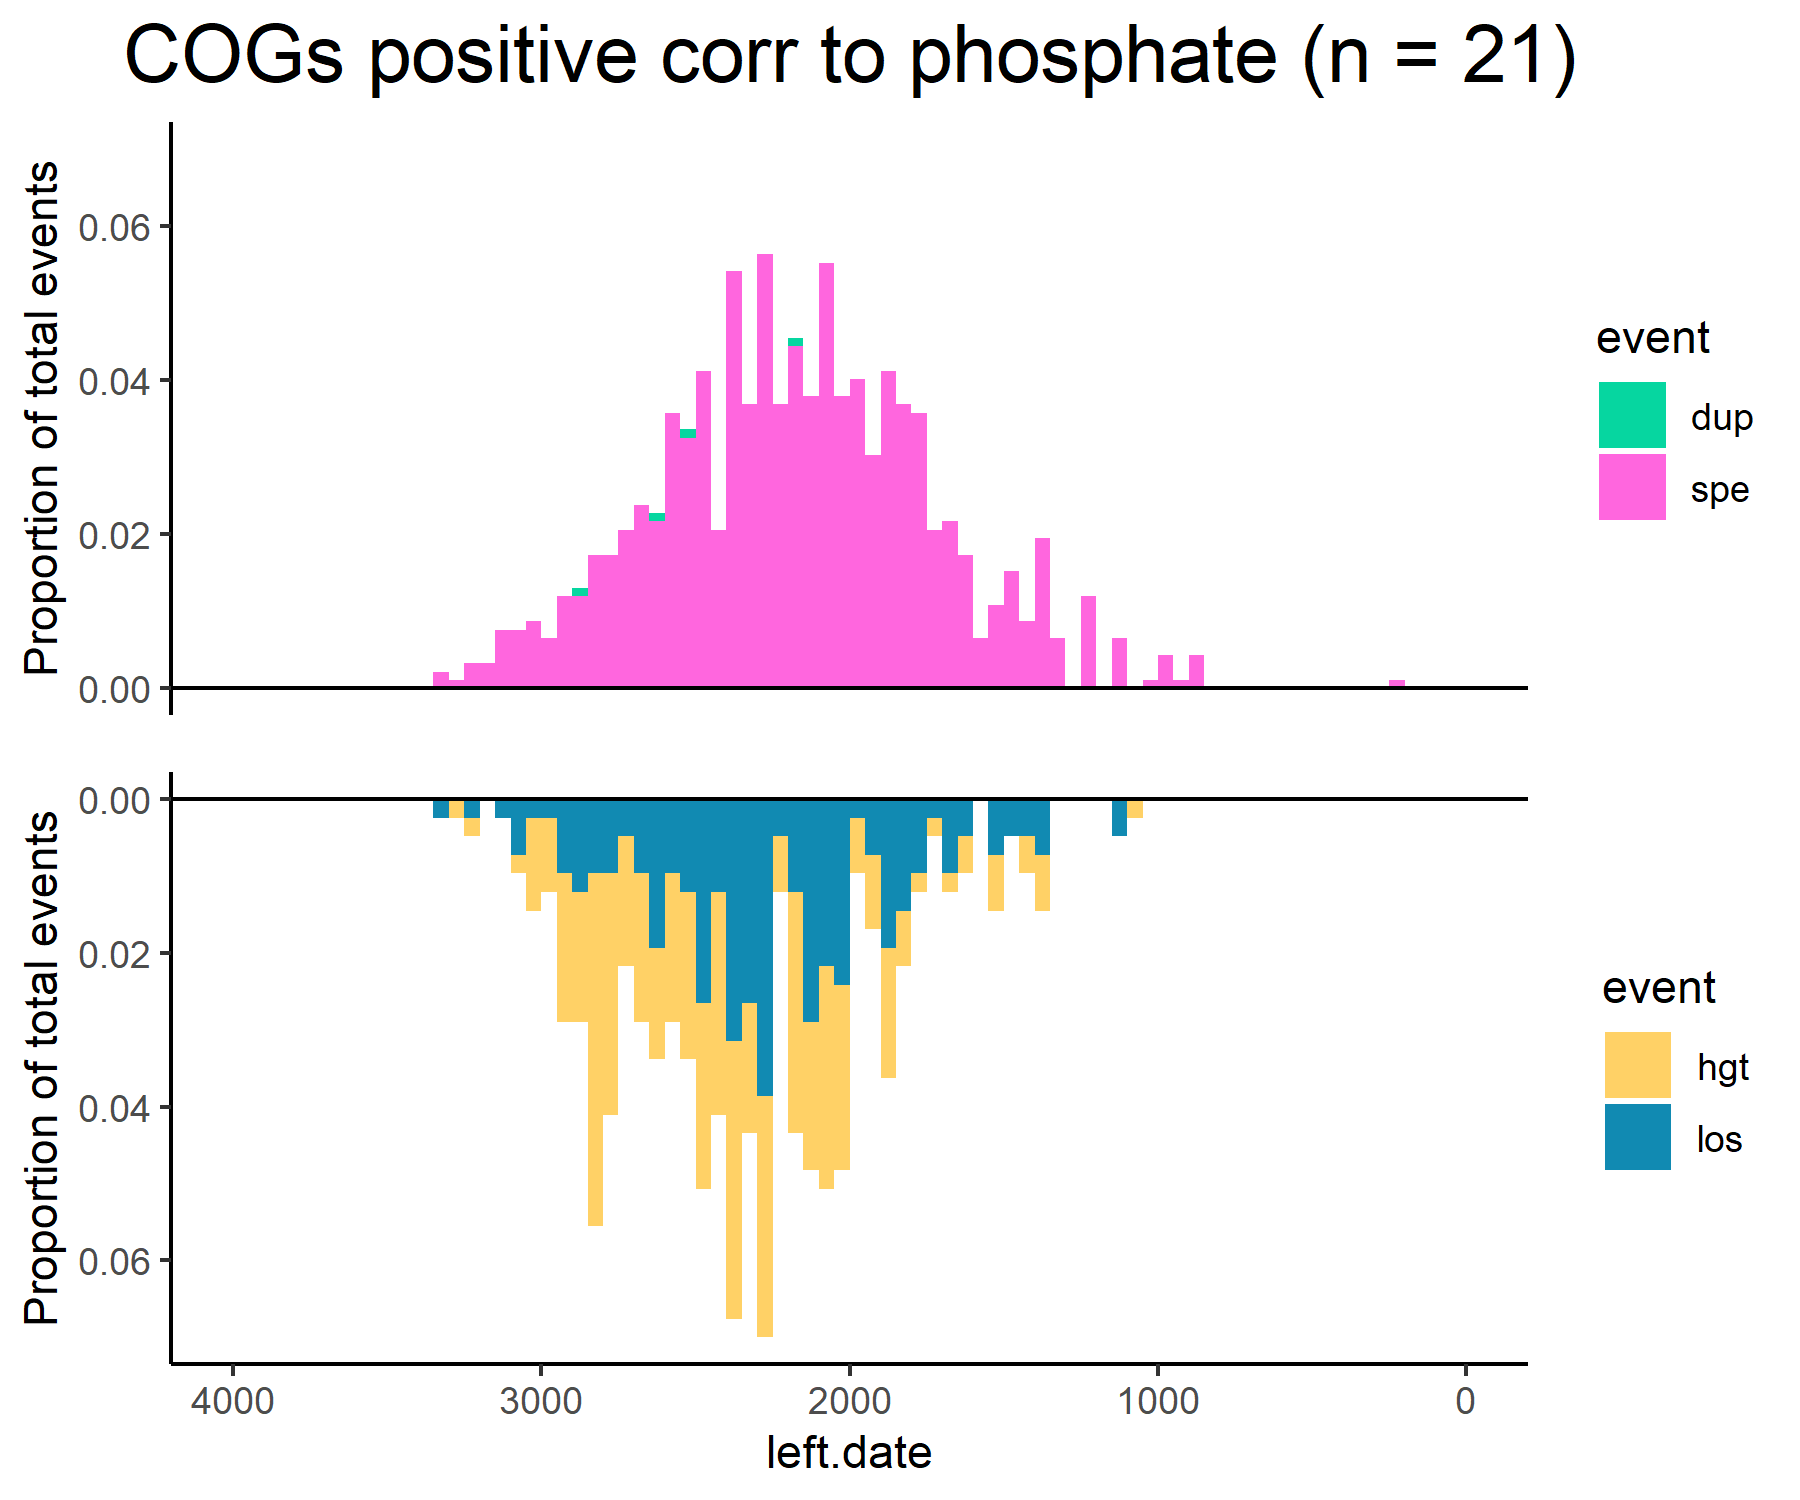 COGs positive corr to phosphate (n = 21)
Proportion of total events
0.06
0.04
0.02
0.00
event
dup
spe
Proportion of total events
0.00
0.02
0.04
0.06
event
hgt
los
4000 3000 2000 1000 0
left.date